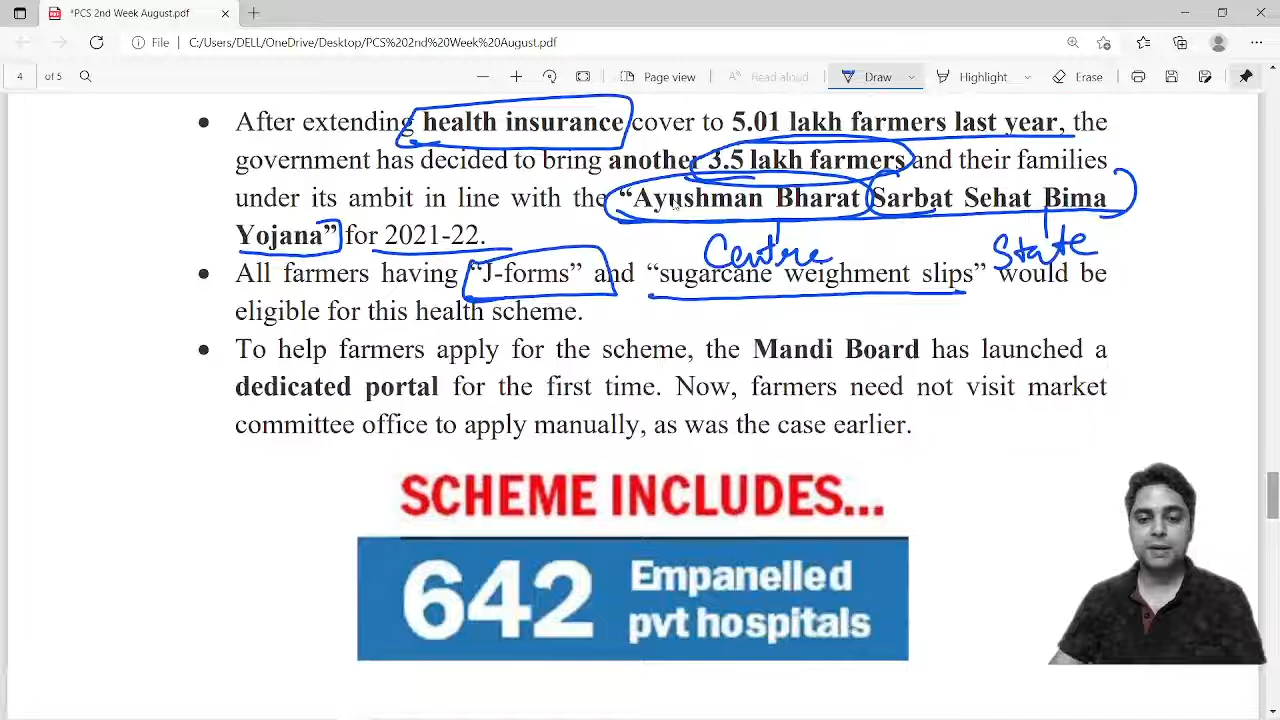 *PCS 2nd Week August.pdf
File C:/Users/DELL/OneDrive/Desktop/PCS%202nd%20Week%20August.pdf
4 of 5 Page view Read aloud Draw Highlight Erase
• After extending health insurance cover to 5.01 lakh farmers last year, the
government has decided to bring another 3.5 lakh farmers and their families
under its ambit in line with the “Ayushman Bharat Sarbat Sehat Bima
Yojana” for 2021-22.
Centre State
• All farmers having “J-forms” and “sugarcane weighment slips” would be
eligible for this health scheme.
• To help farmers apply for the scheme, the Mandi Board has launched a
dedicated portal for the first time. Now, farmers need not visit market
committee office to apply manually, as was the case earlier.
SCHEME INCLUDES...
642 Empanelled
pvt hospitals